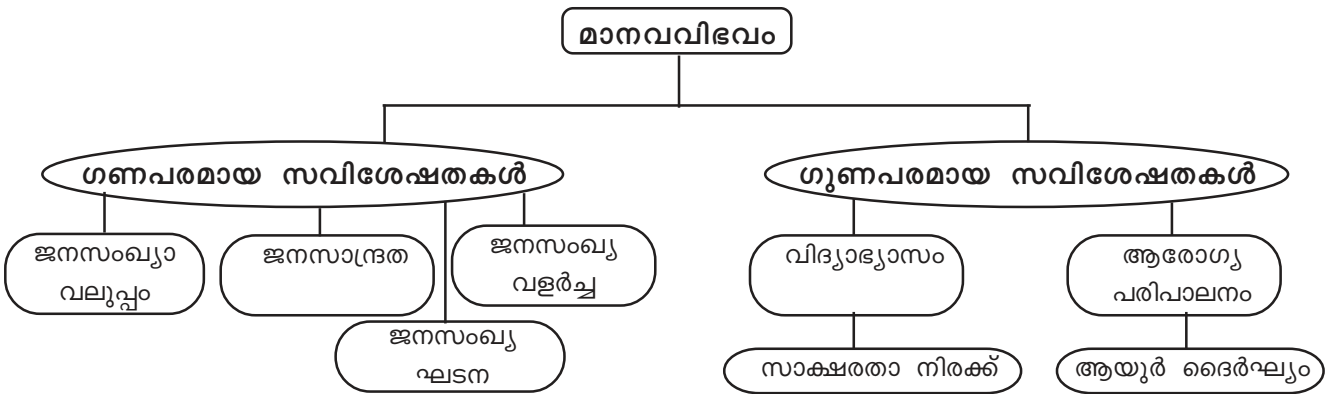 മാനവവിഭവം
ഗണപരമായ സവിശേഷതകൾ
ഗുണപരമായ സവിശേഷതകൾ
ജനസംഖ്യാ
വലുപ്പം
ജനസാന്ദ്രത
ജനസംഖ്യ
വളർച്ച
ജനസംഖ്യ
ഘടന
വിദ്യാഭ്യാസം
ആരോഗ്യ
പരിപാലനം
സാക്ഷരതാ നിരക്ക്
ആയുർ ദൈർഘ്യം